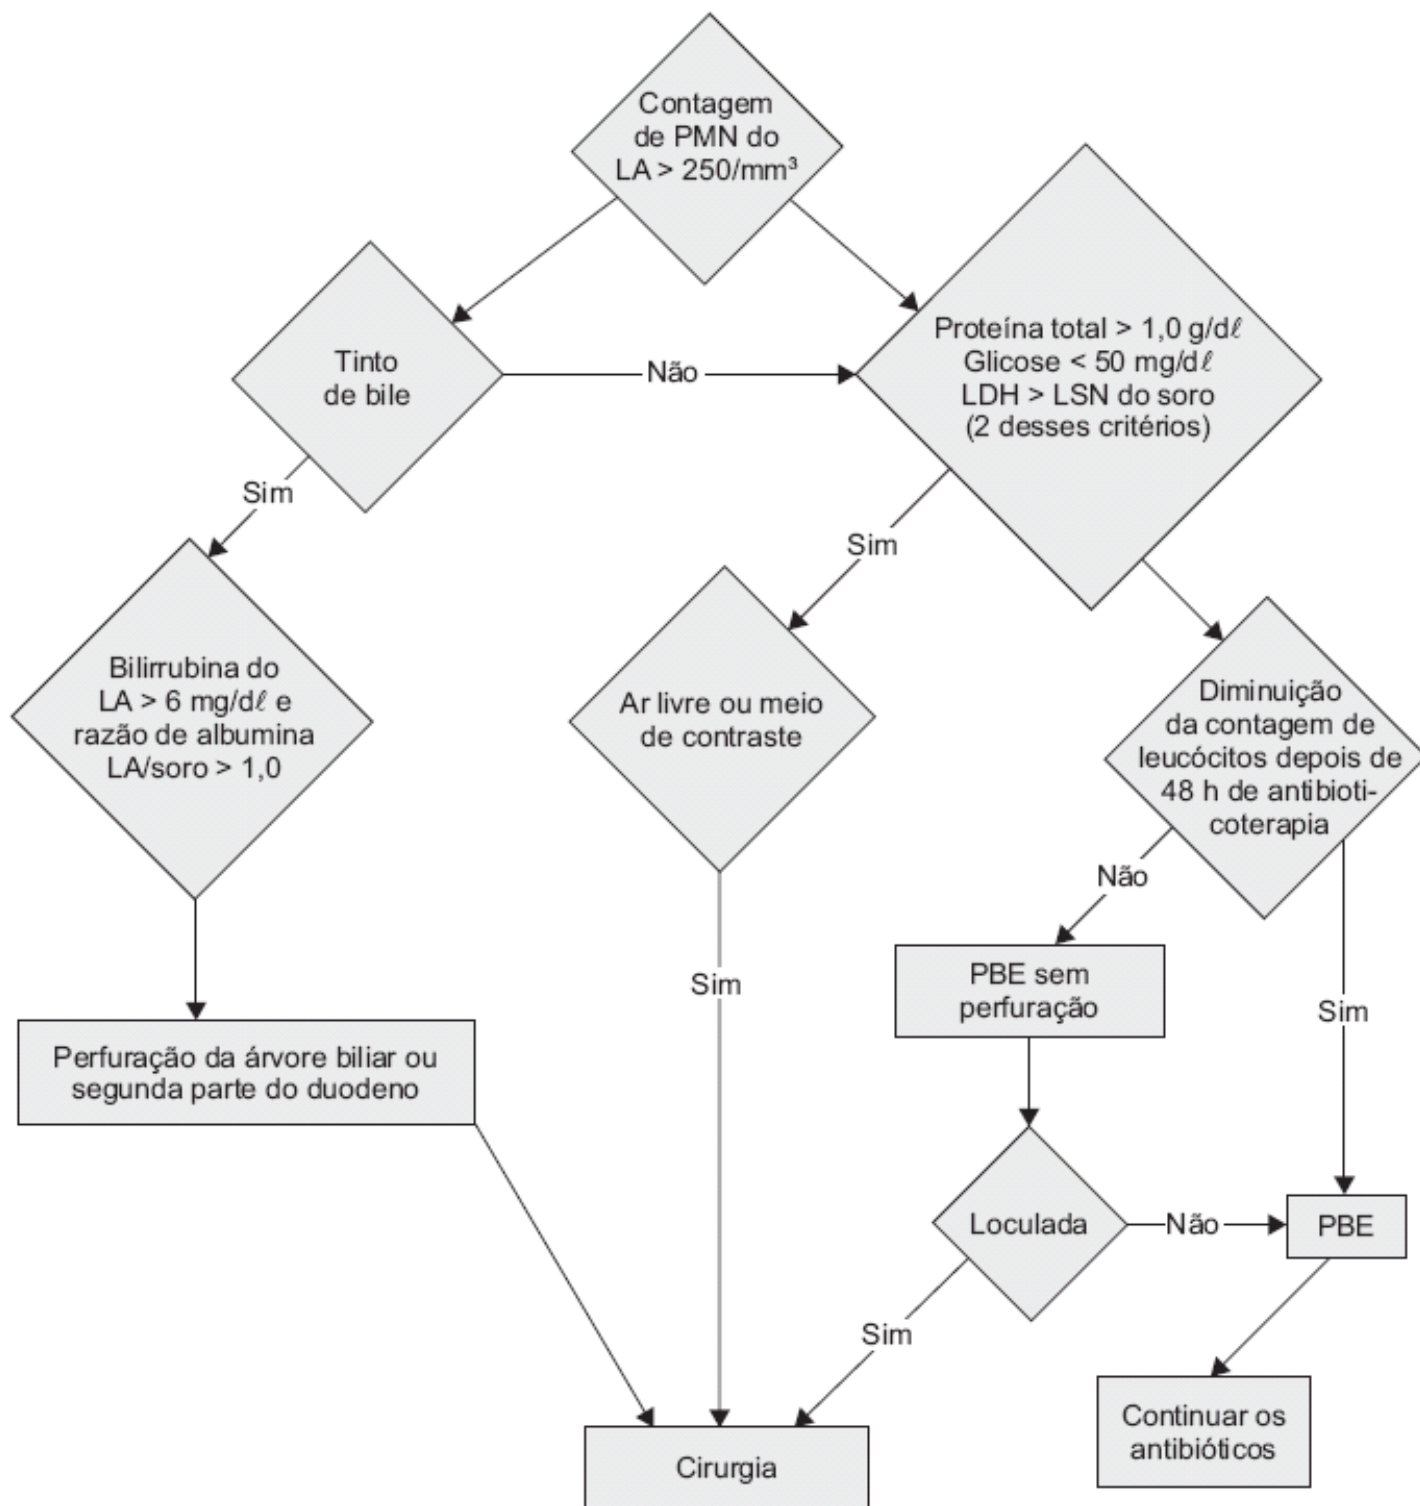 Contagem
de PMN do
LA > 250/mm³
Tinto
de bile
Não
Proteína total > 1,0 g/dℓ
Glicose < 50 mg/dℓ
LDH > LSN do soro
(2 desses critérios)
Sim
Sim
Bilirrubina do
LA > 6 mg/dℓ e
razão de albumina
LA/soro > 1,0
Ar livre ou meio
de contraste
Diminuição
da contagem de
leucócitos depois de
48 h de antibioti-
coterapia
Não
Sim
Sim
PBE sem
perfuração
Perfuração da árvore biliar ou
segunda parte do duodeno
Loculada
Não
PBE
Sim
Continuar os
antibióticos
Cirurgia